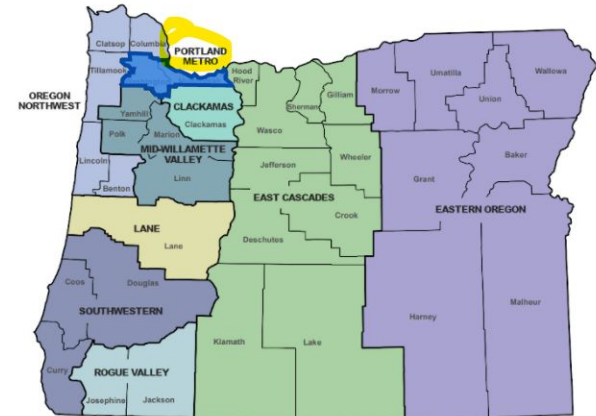 Clatsop
Columbia
PORTLAND
METRO
Tillamook
Hood
River
OREGON
NORTHWEST
CLACKAMAS
Clackamas
Yamhill
Polk
Marion
MID-WILLAMETTE
VALLEY
Lincoln
Benton
Linn
LANE
Lane
Coos
Douglas
SOUTHWESTERN
Curry
ROGUE VALLEY
Josephine
Jackson
Sherman
Gilliam
Wasco
Jefferson
Wheeler
EAST CASCADES
Crook
Deschutes
Klamath
Lake
Morrow
Umatilla
Wallowa
Union
Baker
Grant
EASTERN OREGON
Harney
Malheur